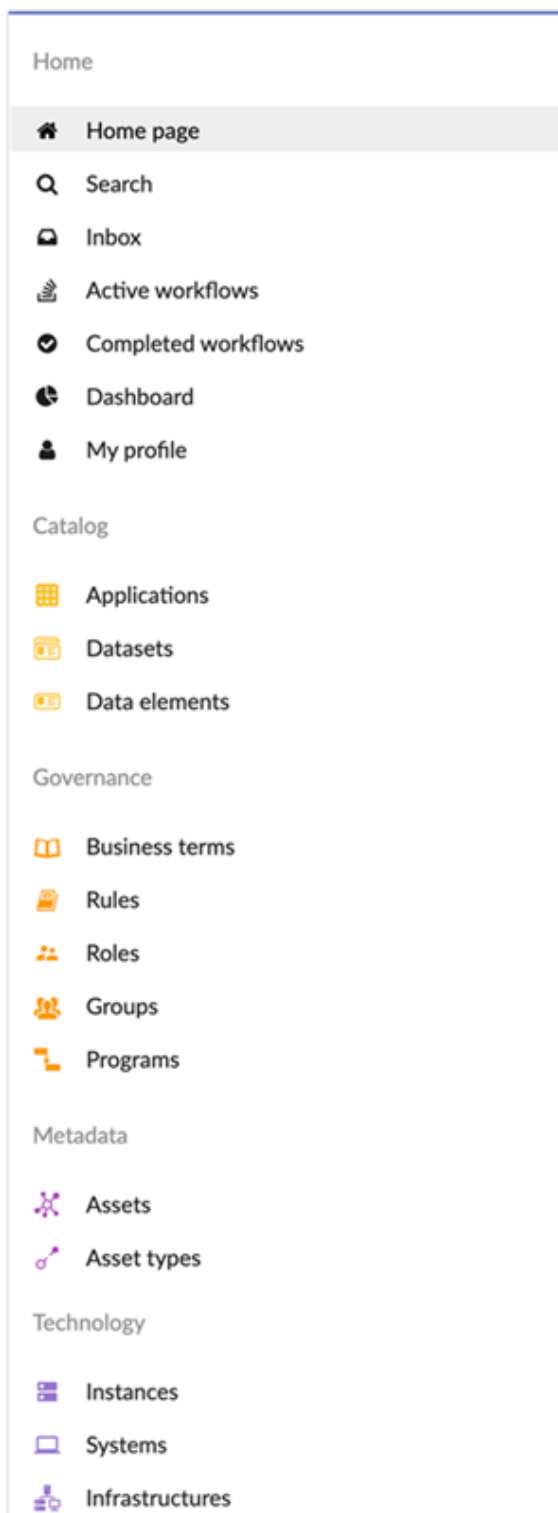 Home
Home page
Search
Inbox
Active workflows
Completed workflows
Dashboard
My profile
Catalog
Applications
Datasets
Data elements
Governance
Business terms
Rules
Roles
Groups
Programs
Metadata
Assets
Asset types
Technology
Instances
Systems
Infrastructures